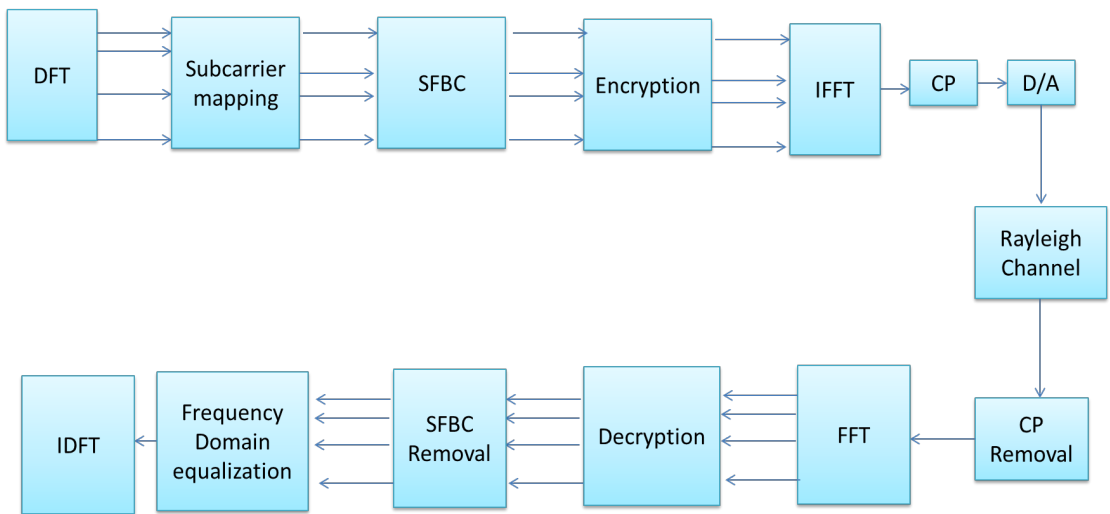 DFT
Subcarrier
mapping
SFBC
Encryption
IFFT
CP
D/A
Rayleigh
Channel
IDFT
Frequency
Domain
equalization
SFBC
Removal
Decryption
FFT
CP
Removal